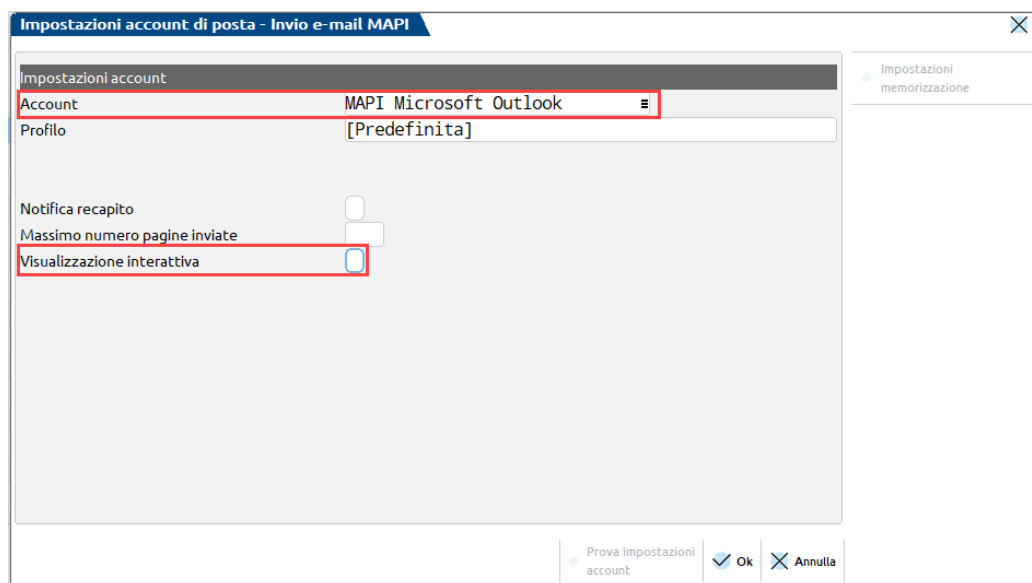 Impostazioni account di posta - Invio e-mail MAPI
Impostazioni account
Account MAPI Microsoft Outlook
Profilo [Predefinita]
Notifica recapito
Massimo numero pagine inviate
Visualizzazione interattiva
Impostazioni
memorizzazione
Prova impostazioni
account
Ok
Annulla